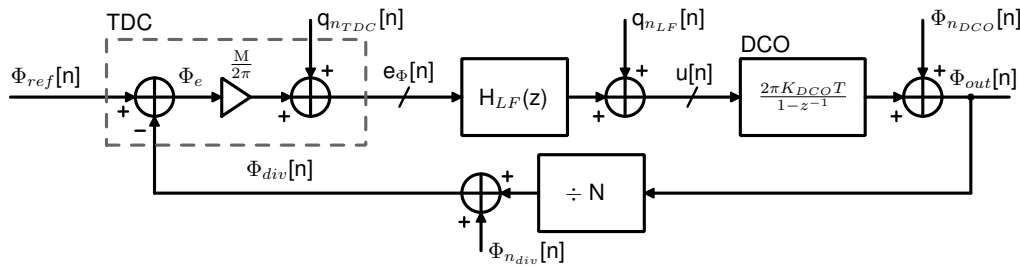 TDC
q_{n_{TDC}}[n]
q_{n_{LF}}[n]
Φ_{n_{DCO}}[n]
DCO
Φ_{ref}[n]
Φ_e
M/2π
e_Φ[n]
H_{LF}(z)
u[n]
2πK_{DCO}T/1−z^{−1}
Φ_{out}[n]
+
−
+
+
+
+
+
+
Φ_{div}[n]
+
+
÷ N
Φ_{n_{div}}[n]